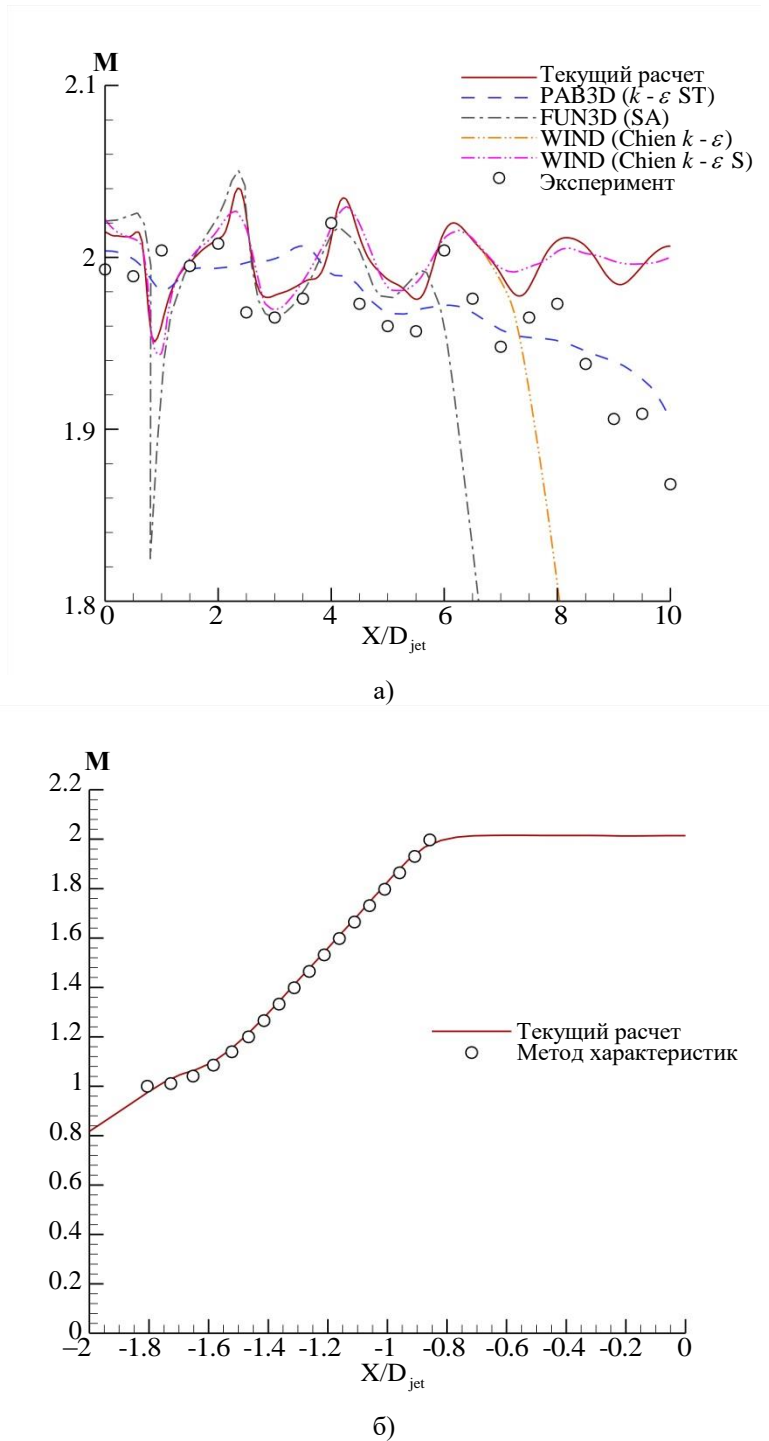 M
2.1
2
1.9
1.8
Текущий расчет
PAB3D (k - ε ST)
FUN3D (SA)
WIND (Chien k - ε)
WIND (Chien k - ε S)
Эксперимент
0 2 4 6 8 10
X/Djet
а)
M
2.2
2
1.8
1.6
1.4
1.2
1
0.8
0.6
0.4
0.2
0
Текущий расчет
Метод характеристик
–2 -1.8 -1.6 -1.4 -1.2 -1 -0.8 -0.6 -0.4 -0.2 0
X/Djet
б)